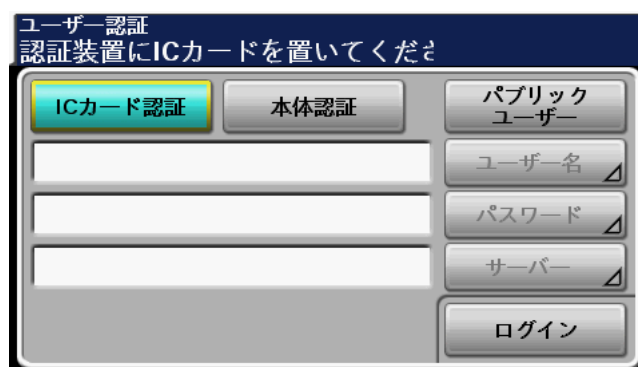 ユーザー認証
認証装置にICカードを置いてくださ
ICカード認証
本体認証
パブリック
ユーザー
ユーザー名
パスワード
サーバー
ログイン